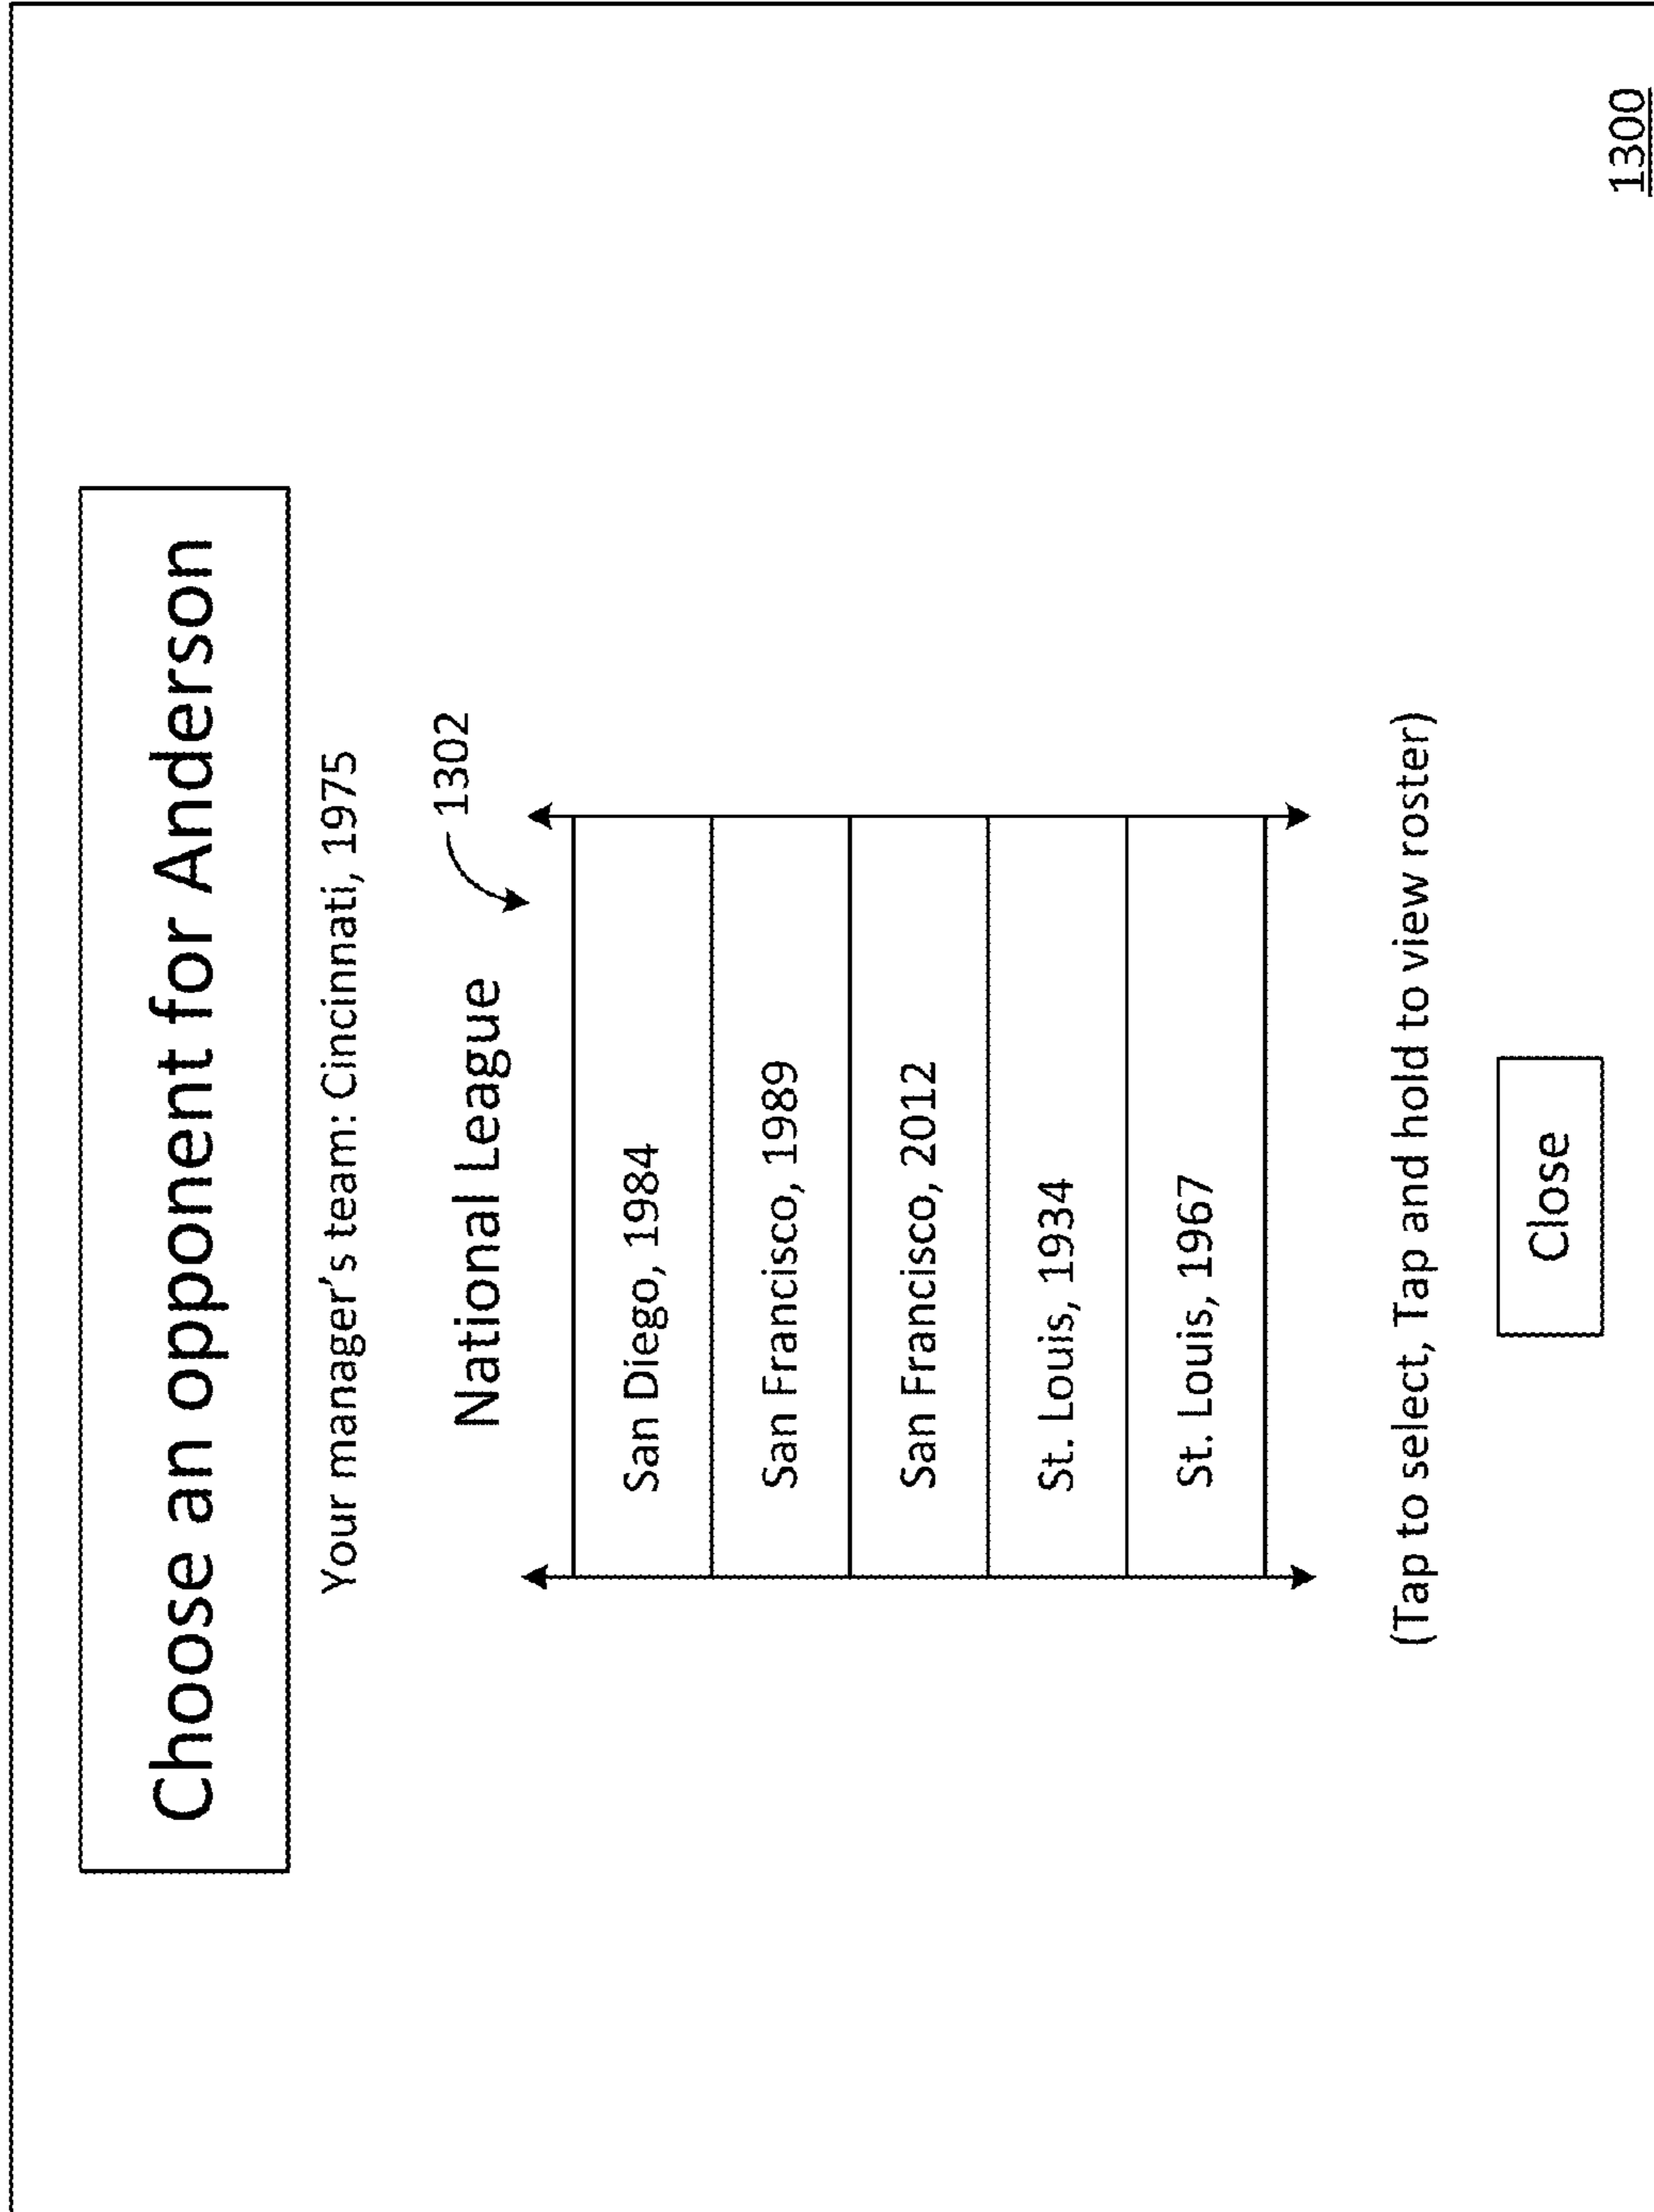 Choose an opponent for Anderson
Your manager's team: Cincinnati, 1975
National League
1302
San Diego, 1984
San Francisco, 1989
San Francisco, 2012
St. Louis, 1934
St. Louis, 1967
(Tap to select, Tap and hold to view roster)
Close
1300